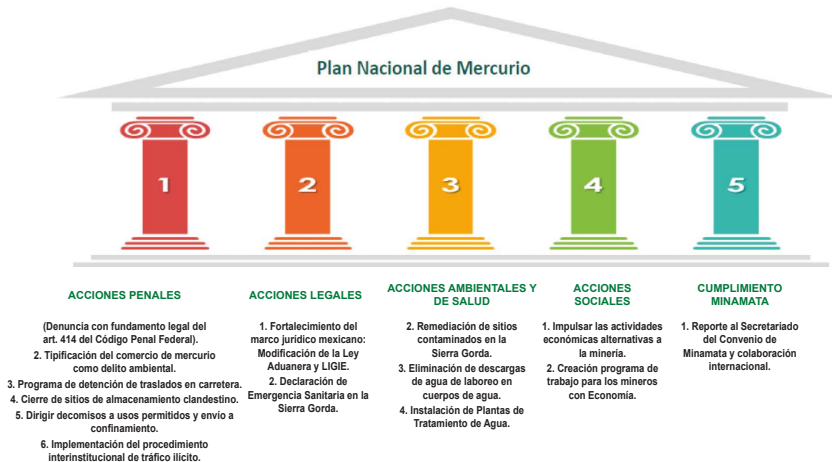 Plan Nacional de Mercurio
1
2
3
4
5
ACCIONES PENALES
(Denuncia con fundamento legal del
art. 414 del Código Penal Federal).
2. Tipificación del comercio de mercurio
como delito ambiental.
3. Programa de detención de traslados en carretera.
4. Cierre de sitios de almacenamiento clandestino.
5. Dirigir decomisos a usos permitidos y envío a
confinamiento.
6. Implementación del procedimiento
interinstitucional de tráfico ilícito.
ACCIONES LEGALES
1. Fortalecimiento del
marco jurídico mexicano:
Modificación de la Ley
Aduanera y LIGIE.
2. Declaración de
Emergencia Sanitaria en la
Sierra Gorda.
ACCIONES AMBIENTALES Y
DE SALUD
2. Remediación de sitios
contaminados en la
Sierra Gorda.
3. Eliminación de descargas
de agua de laboreo en
cuerpos de agua.
4. Instalación de Plantas de
Tratamiento de Agua.
ACCIONES
SOCIALES
1. Impulsar las actividades
económicas alternativas a
la minería.
2. Creación programa de
trabajo para los mineros
con Economía.
CUMPLIMIENTO
MINAMATA
1. Reporte al Secretariado
del Convenio de
Minamata y colaboración
internacional.